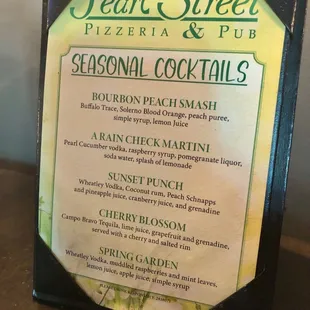 Pearl Street
PIZZERIA & PUB
SEASONAL COCKTAILS
BOURBON PEACH SMASH
Buffalo Trace, Solerno Blood Orange, peach puree,
simple syrup, lemon Juice
A RAIN CHECK MARTINI
Pearl Cucumber vodka, raspberry syrup, pomegranate liquor,
soda water, splash of lemonade
SUNSET PUNCH
Wheatley Vodka, Coconut rum, Peach Schnapps
and pineapple juice, cranberry juice, and grenadine
CHERRY BLOSSOM
Campo Bravo Tequila, lime juice, grapefruit and grenadine,
served with a cherry and salted rim
SPRING GARDEN
Wheatley Vodka, muddled raspberries and mint leaves,
lemon juice, apple juice, simple syrup